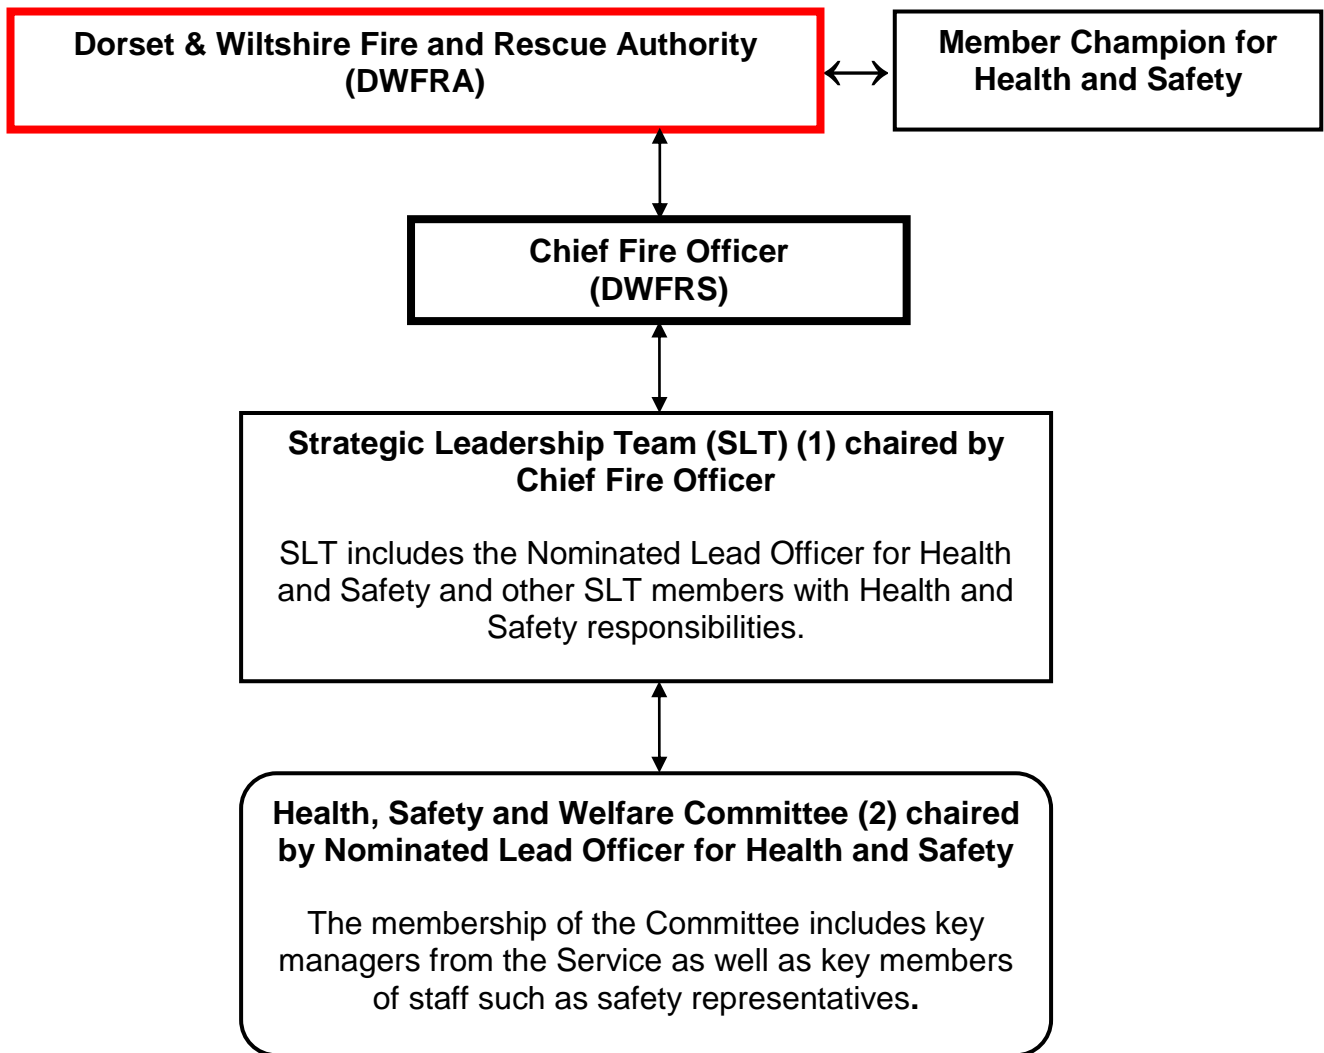 Dorset & Wiltshire Fire and Rescue Authority
(DWFRA)
Member Champion for
Health and Safety
Chief Fire Officer
(DWFRS)
Strategic Leadership Team (SLT) (1) chaired by
Chief Fire Officer
SLT includes the Nominated Lead Officer for Health
and Safety and other SLT members with Health and
Safety responsibilities.
Health, Safety and Welfare Committee (2) chaired
by Nominated Lead Officer for Health and Safety
The membership of the Committee includes key
managers from the Service as well as key members
of staff such as safety representatives.